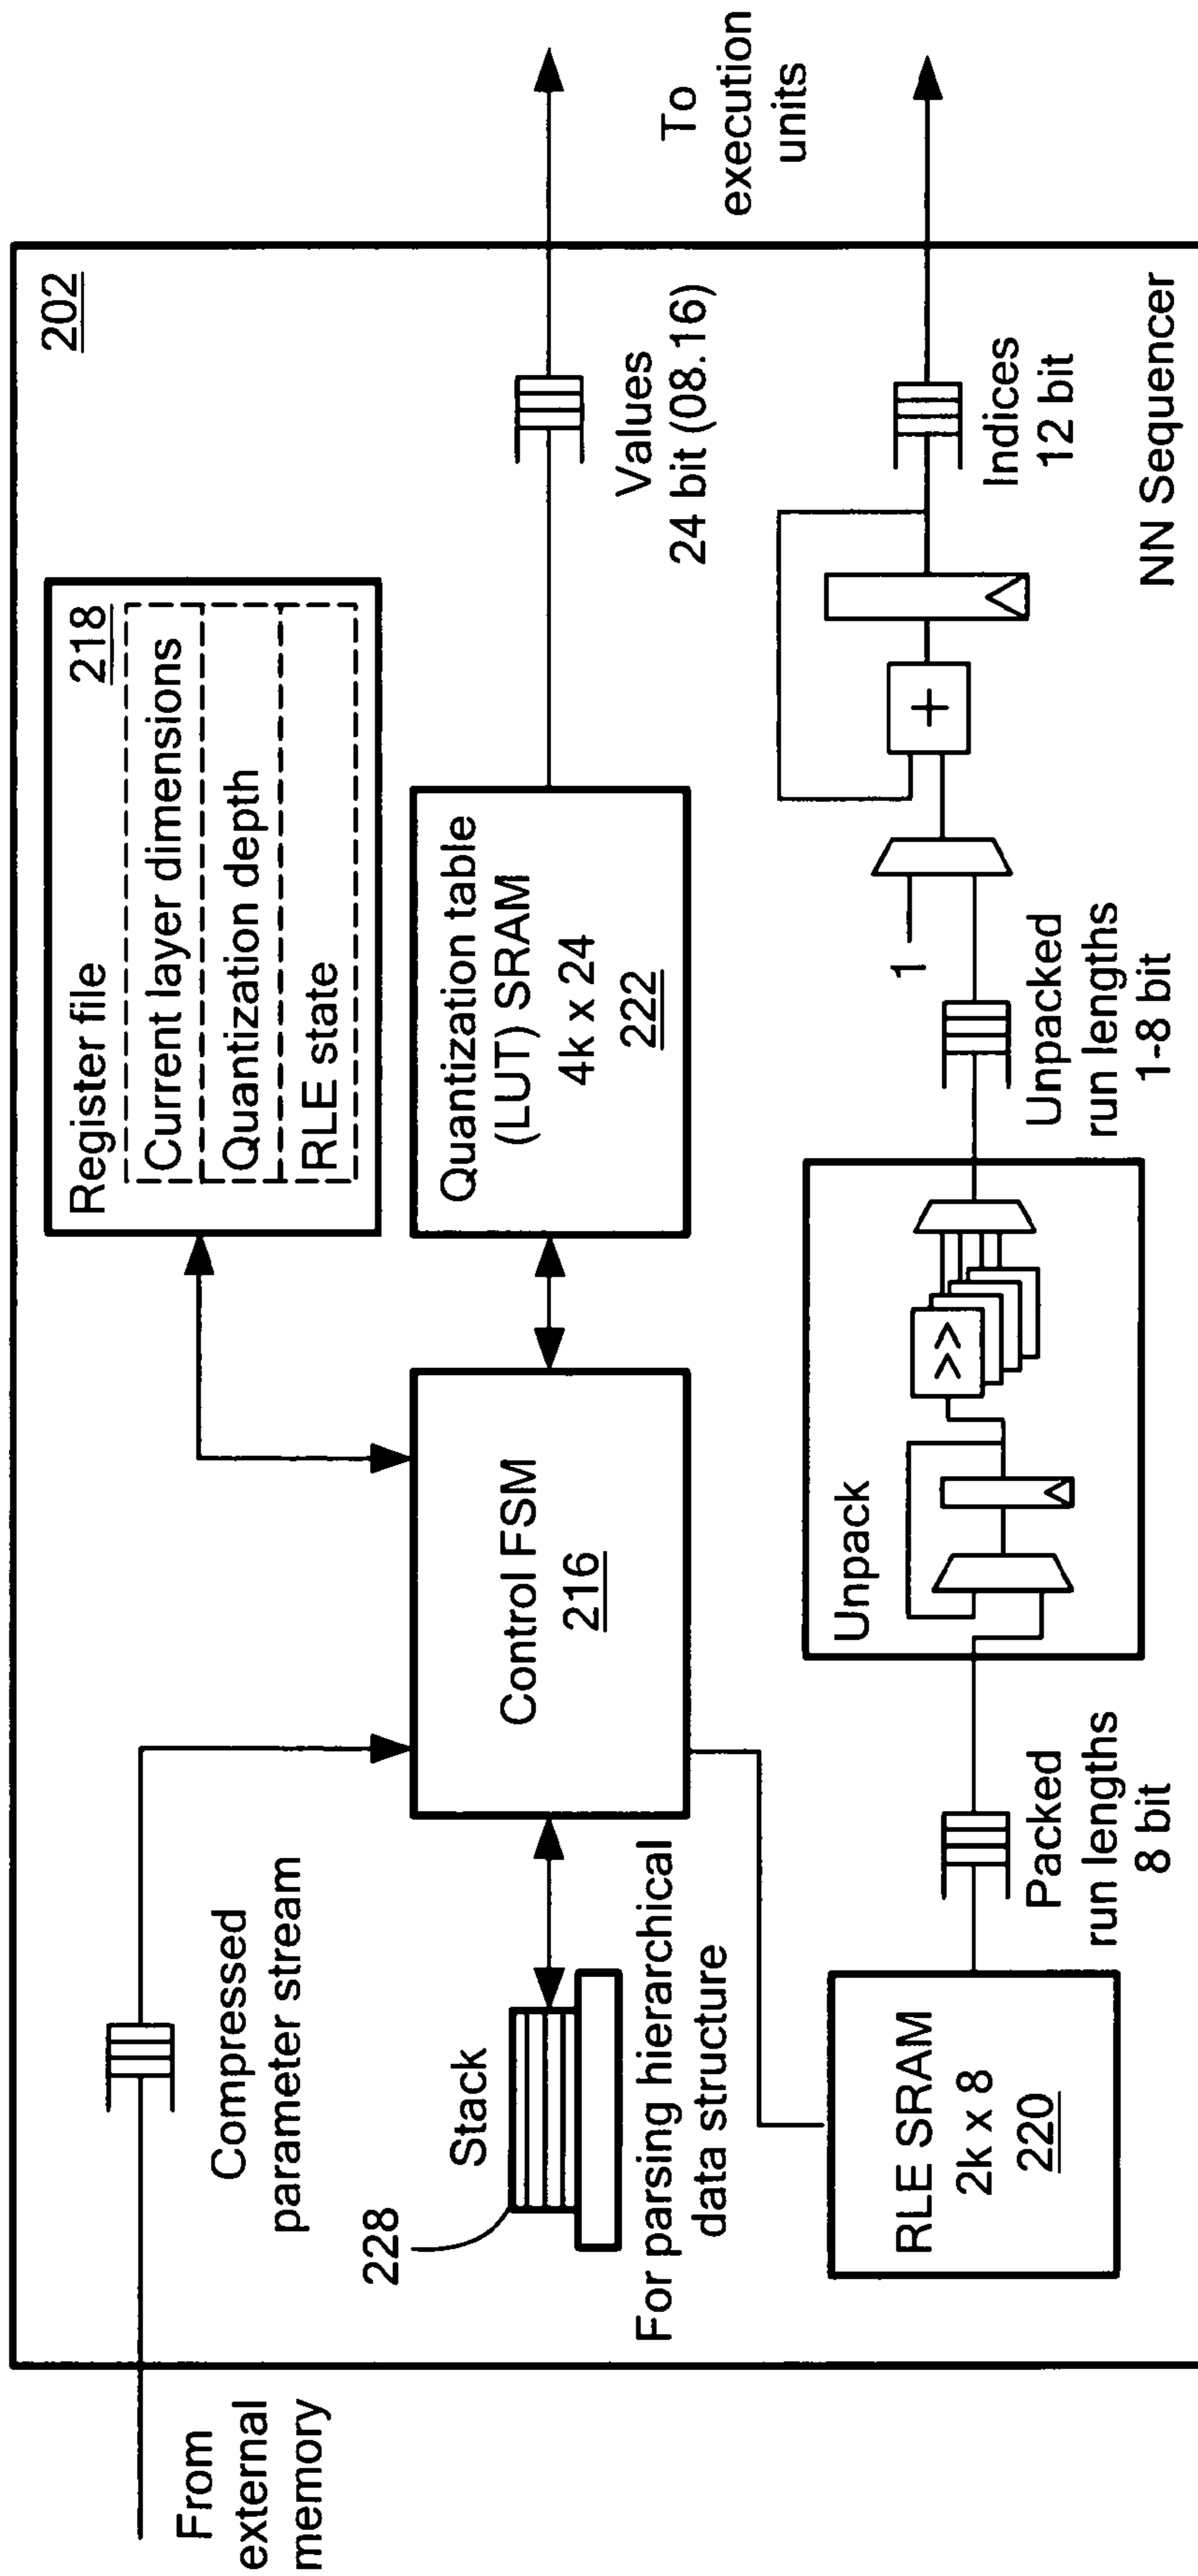 202
From
external
memory
Compressed
parameter stream
Register file
218
Current layer dimensions
Quantization depth
RLE state
228
Stack
For parsing hierarchical
data structure
Control FSM
216
Quantization table
(LUT) SRAM
4k x 24
222
Values
24 bit (08.16)
To
execution
units
RLE SRAM
2k x 8
220
Packed
run lengths
8 bit
Unpack
>>
Unpacked
run lengths
1-8 bit
1
+
Indices
12 bit
NN Sequencer